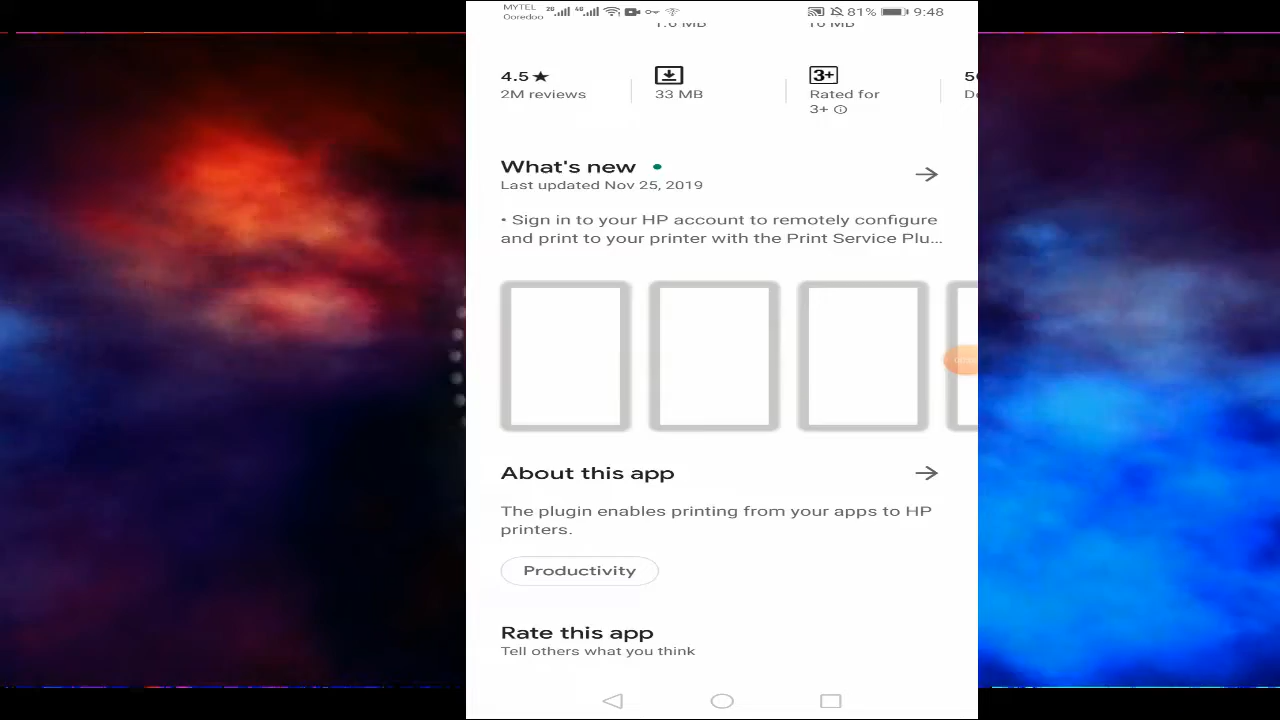 MYTEL
Ooredoo
2G 4G 81% 9:48
1.6 MB
16 MB
4.5★
2M reviews
33 MB
3+
Rated for
3+
What's new
Last updated Nov 25, 2019
• Sign in to your HP account to remotely configure
and print to your printer with the Print Service Plu...
About this app
The plugin enables printing from your apps to HP
printers.
Productivity
Rate this app
Tell others what you think